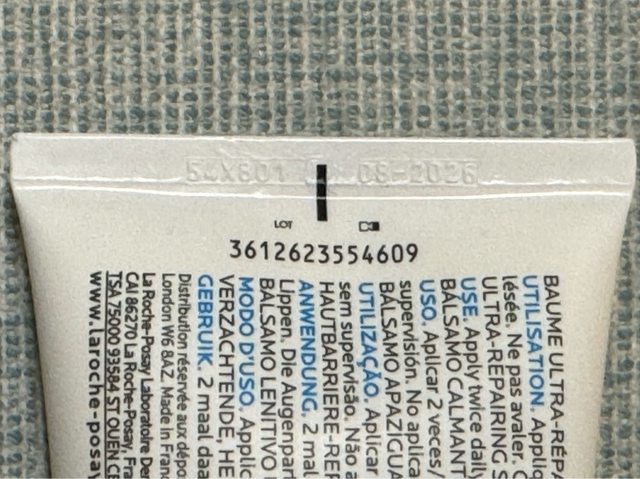 54X801 08-2026
LOT
3612623554609
BAUME ULTRA-RÉPA
UTILISATION. Appliq
lésée. Ne pas avaler. C
ULTRA-REPAIRING S
USE. Apply twice daily
BÁLSAMO CALMANT
USO. Aplicar 2 veces/
supervisión. No aplica
BÁLSAMO APAZIGUA
UTILIZAÇÃO. Aplicar
sem supervisão. Não a
HAUTBARRIERE-REP
ANWENDUNG. 2 mal
Lippen. Die Augenpart
BALSAMO LENITIVO
MODO D'USO. Applic
VERZACHTENDE, HE
GEBRUIK. 2 maal daa
Distribution réservée aux dépo
London W6 8AZ. Made in Franc
La Roche-Posay Laboratoire Der
CAI 86270 La Roche-Posay, Fra
TSA 75000 93584 ST OUEN CE
www.laroche-posay